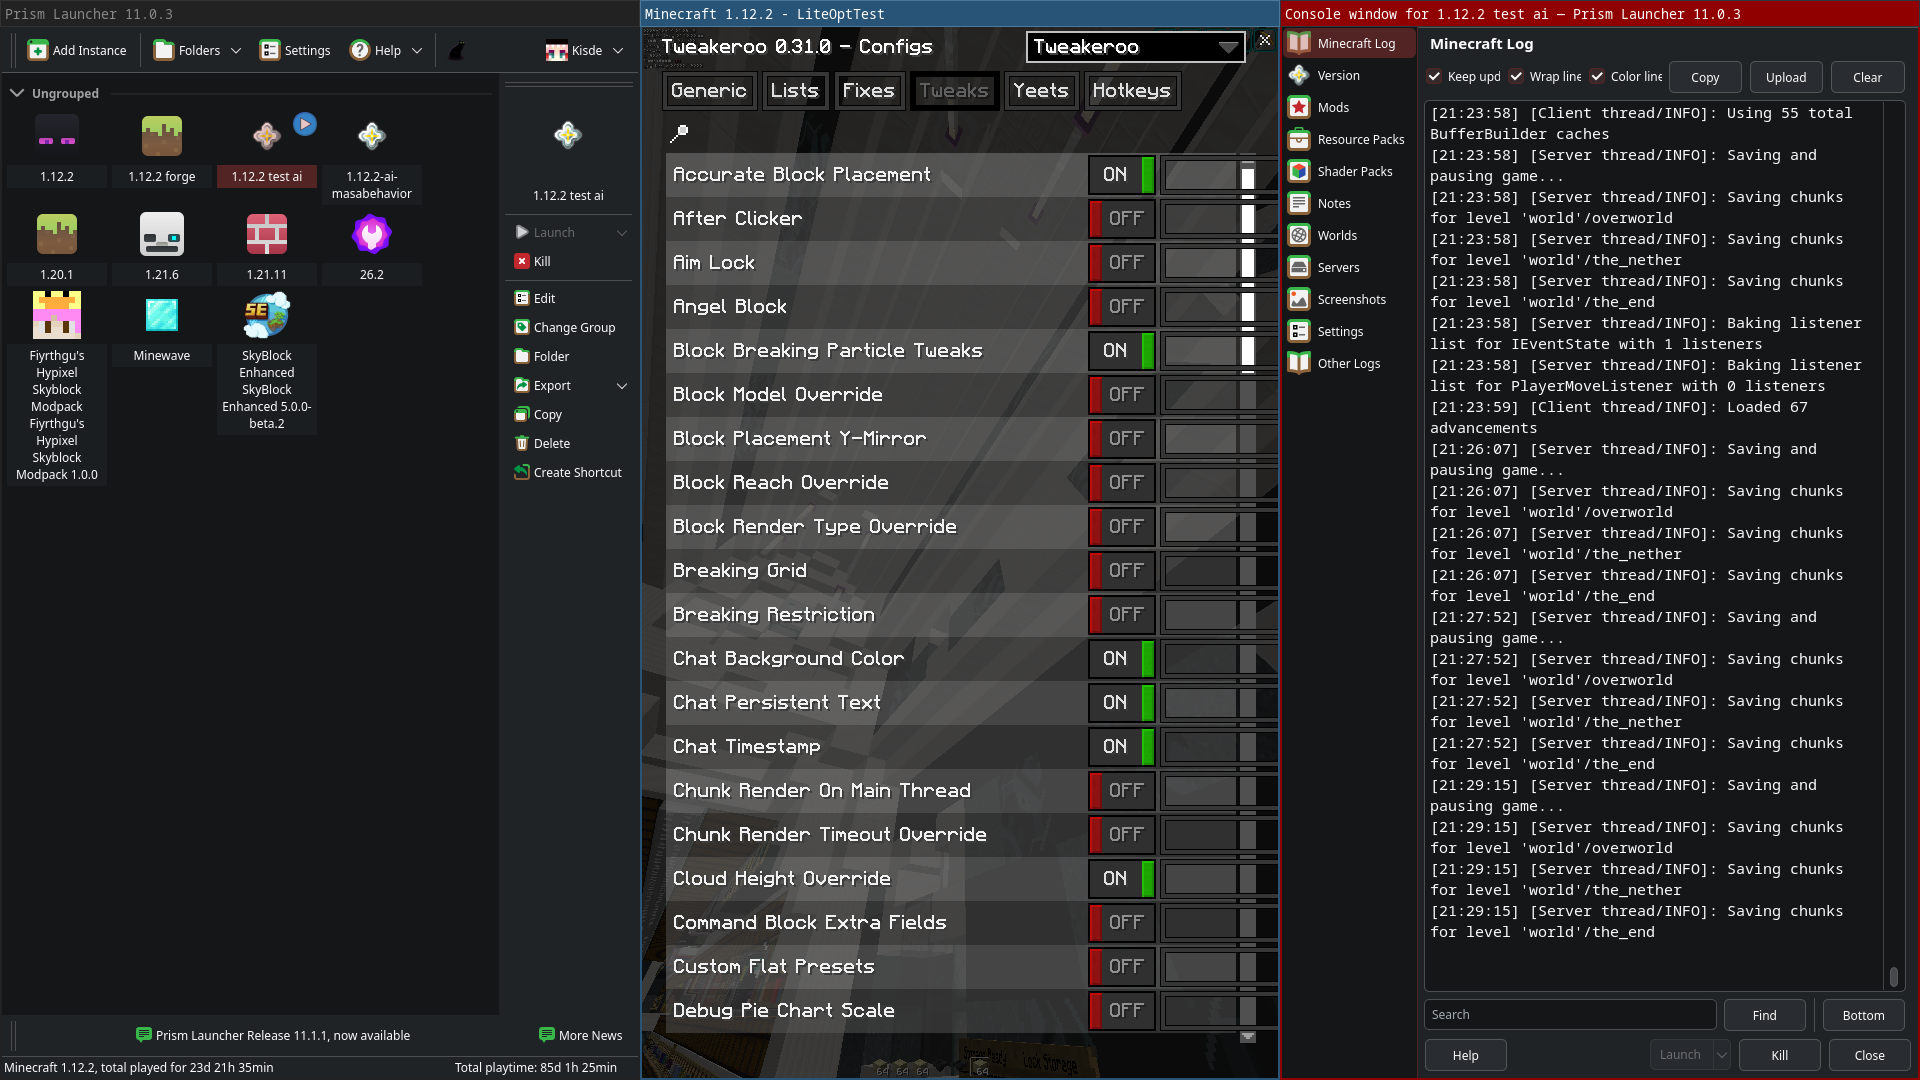 Prism Launcher 11.0.3
Add Instance
Folders
Settings
Help
Kisde
Ungrouped
1.12.2
1.12.2 forge
1.12.2 test ai
1.12.2-ai-
masabehavior
1.20.1
1.21.6
1.21.11
26.2
Fiyrthgu's
Hypixel
Skyblock
Modpack
Fiyrthgu's
Hypixel
Skyblock
Modpack 1.0.0
Minewave
SkyBlock
Enhanced
SkyBlock
Enhanced 5.0.0-
beta.2
1.12.2 test ai
Launch
Kill
Edit
Change Group
Folder
Export
Copy
Delete
Create Shortcut
Prism Launcher Release 11.1.1, now available
More News
Minecraft 1.12.2, total played for 23d 21h 35min
Total playtime: 85d 1h 25min
Minecraft 1.12.2 - LiteOptTest
Tweakeroo 0.31.0 – Configs
Tweakeroo
Generic
Lists
Fixes
Tweaks
Yeets
Hotkeys
Accurate Block Placement ON
After Clicker OFF
Aim Lock OFF
Angel Block OFF
Block Breaking Particle Tweaks ON
Block Model Override OFF
Block Placement Y-Mirror OFF
Block Reach Override OFF
Block Render Type Override OFF
Breaking Grid OFF
Breaking Restriction OFF
Chat Background Color ON
Chat Persistent Text ON
Chat Timestamp ON
Chunk Render On Main Thread OFF
Chunk Render Timeout Override OFF
Cloud Height Override ON
Command Block Extra Fields OFF
Custom Flat Presets OFF
Debug Pie Chart Scale OFF
64 64 64
64
Storage
Console window for 1.12.2 test ai — Prism Launcher 11.0.3
Minecraft Log
Version
Mods
Resource Packs
Shader Packs
Notes
Worlds
Servers
Screenshots
Settings
Other Logs
Minecraft Log
Keep upd
Wrap line
Color line
Copy
Upload
Clear
[21:23:58] [Client thread/INFO]: Using 55 total
BufferBuilder caches
[21:23:58] [Server thread/INFO]: Saving and
pausing game...
[21:23:58] [Server thread/INFO]: Saving chunks
for level 'world'/overworld
[21:23:58] [Server thread/INFO]: Saving chunks
for level 'world'/the_nether
[21:23:58] [Server thread/INFO]: Saving chunks
for level 'world'/the_end
[21:23:58] [Server thread/INFO]: Baking listener
list for IEventState with 1 listeners
[21:23:58] [Server thread/INFO]: Baking listener
list for PlayerMoveListener with 0 listeners
[21:23:59] [Client thread/INFO]: Loaded 67
advancements
[21:26:07] [Server thread/INFO]: Saving and
pausing game...
[21:26:07] [Server thread/INFO]: Saving chunks
for level 'world'/overworld
[21:26:07] [Server thread/INFO]: Saving chunks
for level 'world'/the_nether
[21:26:07] [Server thread/INFO]: Saving chunks
for level 'world'/the_end
[21:27:52] [Server thread/INFO]: Saving and
pausing game...
[21:27:52] [Server thread/INFO]: Saving chunks
for level 'world'/overworld
[21:27:52] [Server thread/INFO]: Saving chunks
for level 'world'/the_nether
[21:27:52] [Server thread/INFO]: Saving chunks
for level 'world'/the_end
[21:29:15] [Server thread/INFO]: Saving and
pausing game...
[21:29:15] [Server thread/INFO]: Saving chunks
for level 'world'/overworld
[21:29:15] [Server thread/INFO]: Saving chunks
for level 'world'/the_nether
[21:29:15] [Server thread/INFO]: Saving chunks
for level 'world'/the_end
Search
Find
Bottom
Help
Launch
Kill
Close